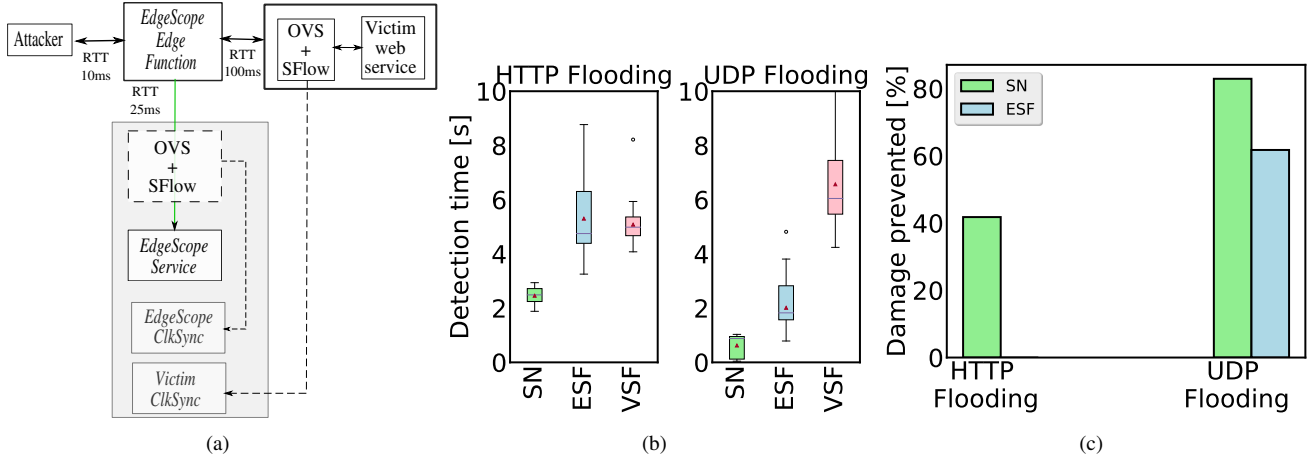 Attacker
RTT
10ms
EdgeScope
Edge
Function
RTT
100ms
OVS
+
SFlow
Victim
web
service
RTT
25ms
OVS
+
SFlow
EdgeScope
Service
EdgeScope
ClkSync
Victim
ClkSync
(a)
HTTP Flooding
Detection time [s]
10
8
6
4
2
0
SN
ESF
VSF
UDP Flooding
10
8
6
4
2
0
SN
ESF
VSF
(b)
Damage prevented [%]
80
60
40
20
0
SN
ESF
HTTP
Flooding
UDP
Flooding
(c)